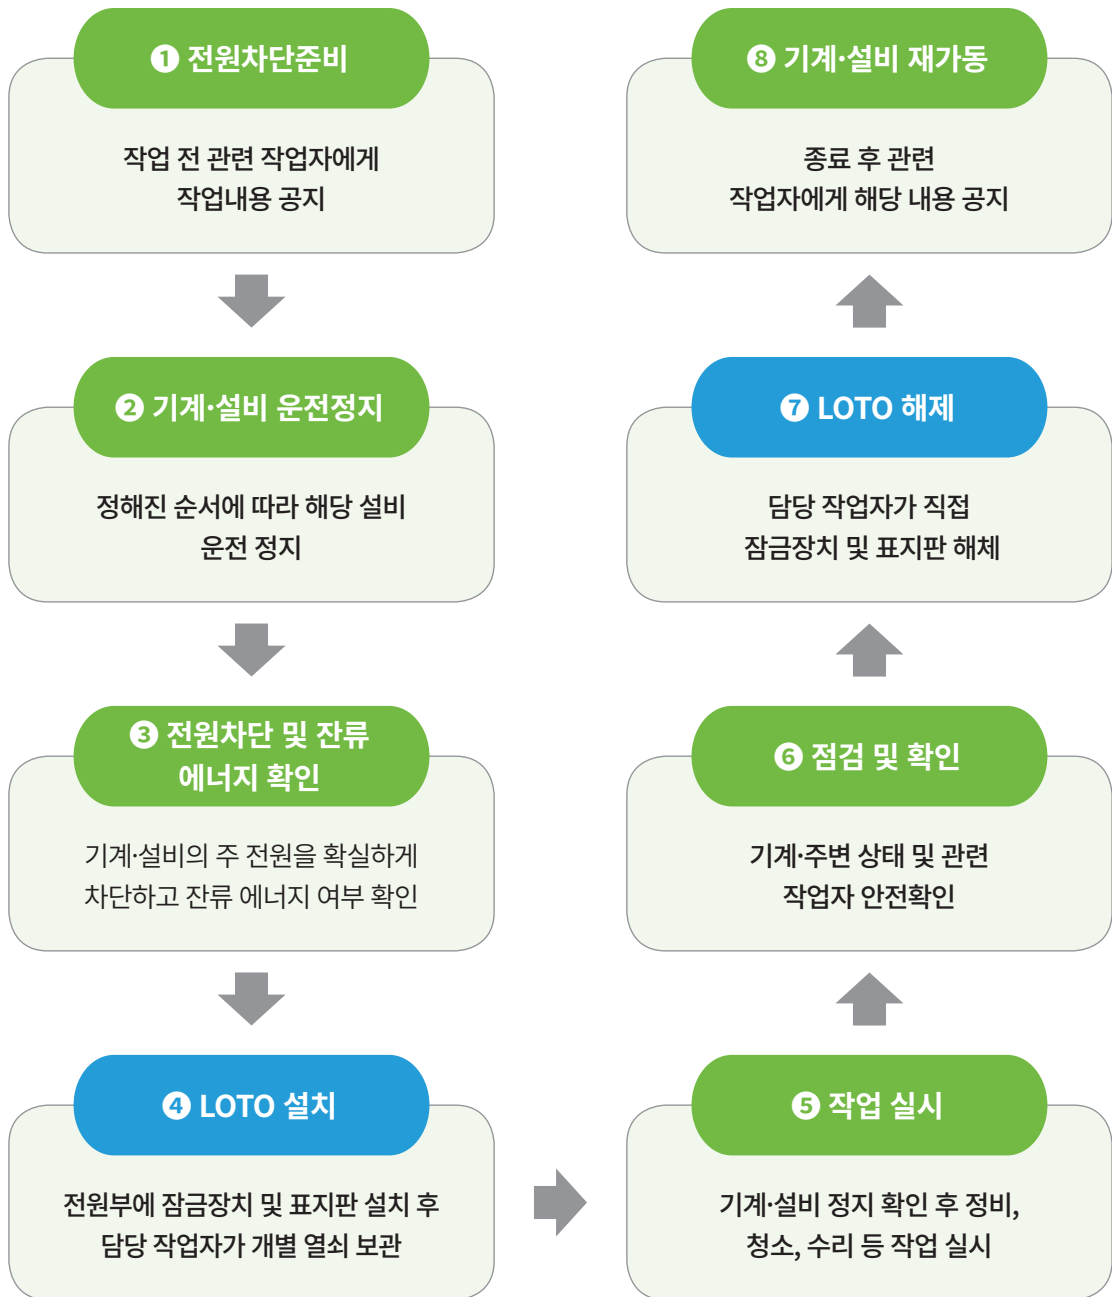 ❶ 전원차단준비
작업 전 관련 작업자에게
작업내용 공지
❷ 기계·설비 운전정지
정해진 순서에 따라 해당 설비
운전 정지
❸ 전원차단 및 잔류
에너지 확인
기계·설비의 주 전원을 확실하게
차단하고 잔류 에너지 여부 확인
❹ LOTO 설치
전원부에 잠금장치 및 표지판 설치 후
담당 작업자가 개별 열쇠 보관
❺ 작업 실시
기계·설비 정지 확인 후 정비,
청소, 수리 등 작업 실시
❻ 점검 및 확인
기계·주변 상태 및 관련
작업자 안전확인
❼ LOTO 해제
담당 작업자가 직접
잠금장치 및 표지판 해체
❽ 기계·설비 재가동
종료 후 관련
작업자에게 해당 내용 공지